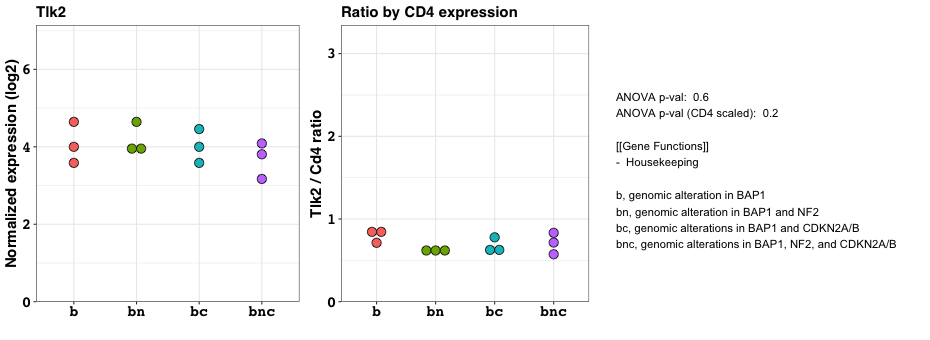 Tlk2
Normalized expression (log2)
6
4
2
0
b
bn
bc
bnc
Ratio by CD4 expression
Tlk2 / Cd4 ratio
3
2
1
0
b
bn
bc
bnc
ANOVA p-val:  0.6
ANOVA p-val (CD4 scaled):  0.2
[[Gene Functions]]
-  Housekeeping
b, genomic alteration in BAP1
bn, genomic alteration in BAP1 and NF2
bc, genomic alterations in BAP1 and CDKN2A/B
bnc, genomic alterations in BAP1, NF2, and CDKN2A/B